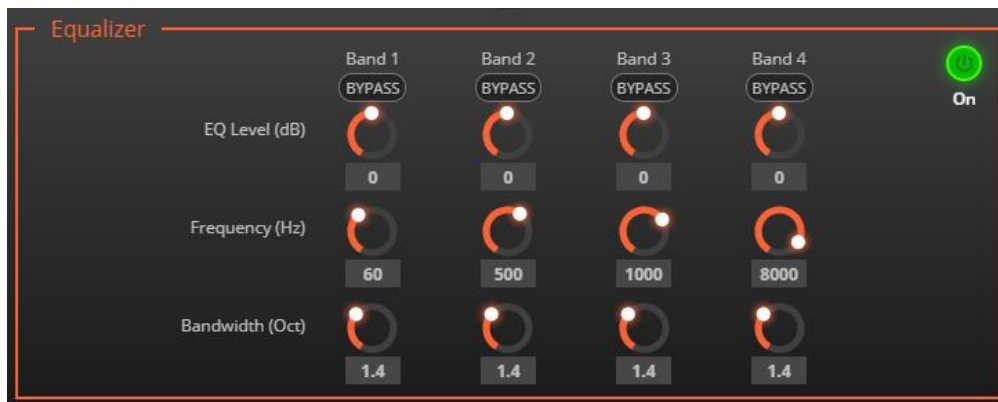 Equalizer
Band 1 Band 2 Band 3 Band 4
BYPASS BYPASS BYPASS BYPASS
On
EQ Level (dB)
0 0 0 0
Frequency (Hz)
60 500 1000 8000
Bandwidth (Oct)
1.4 1.4 1.4 1.4